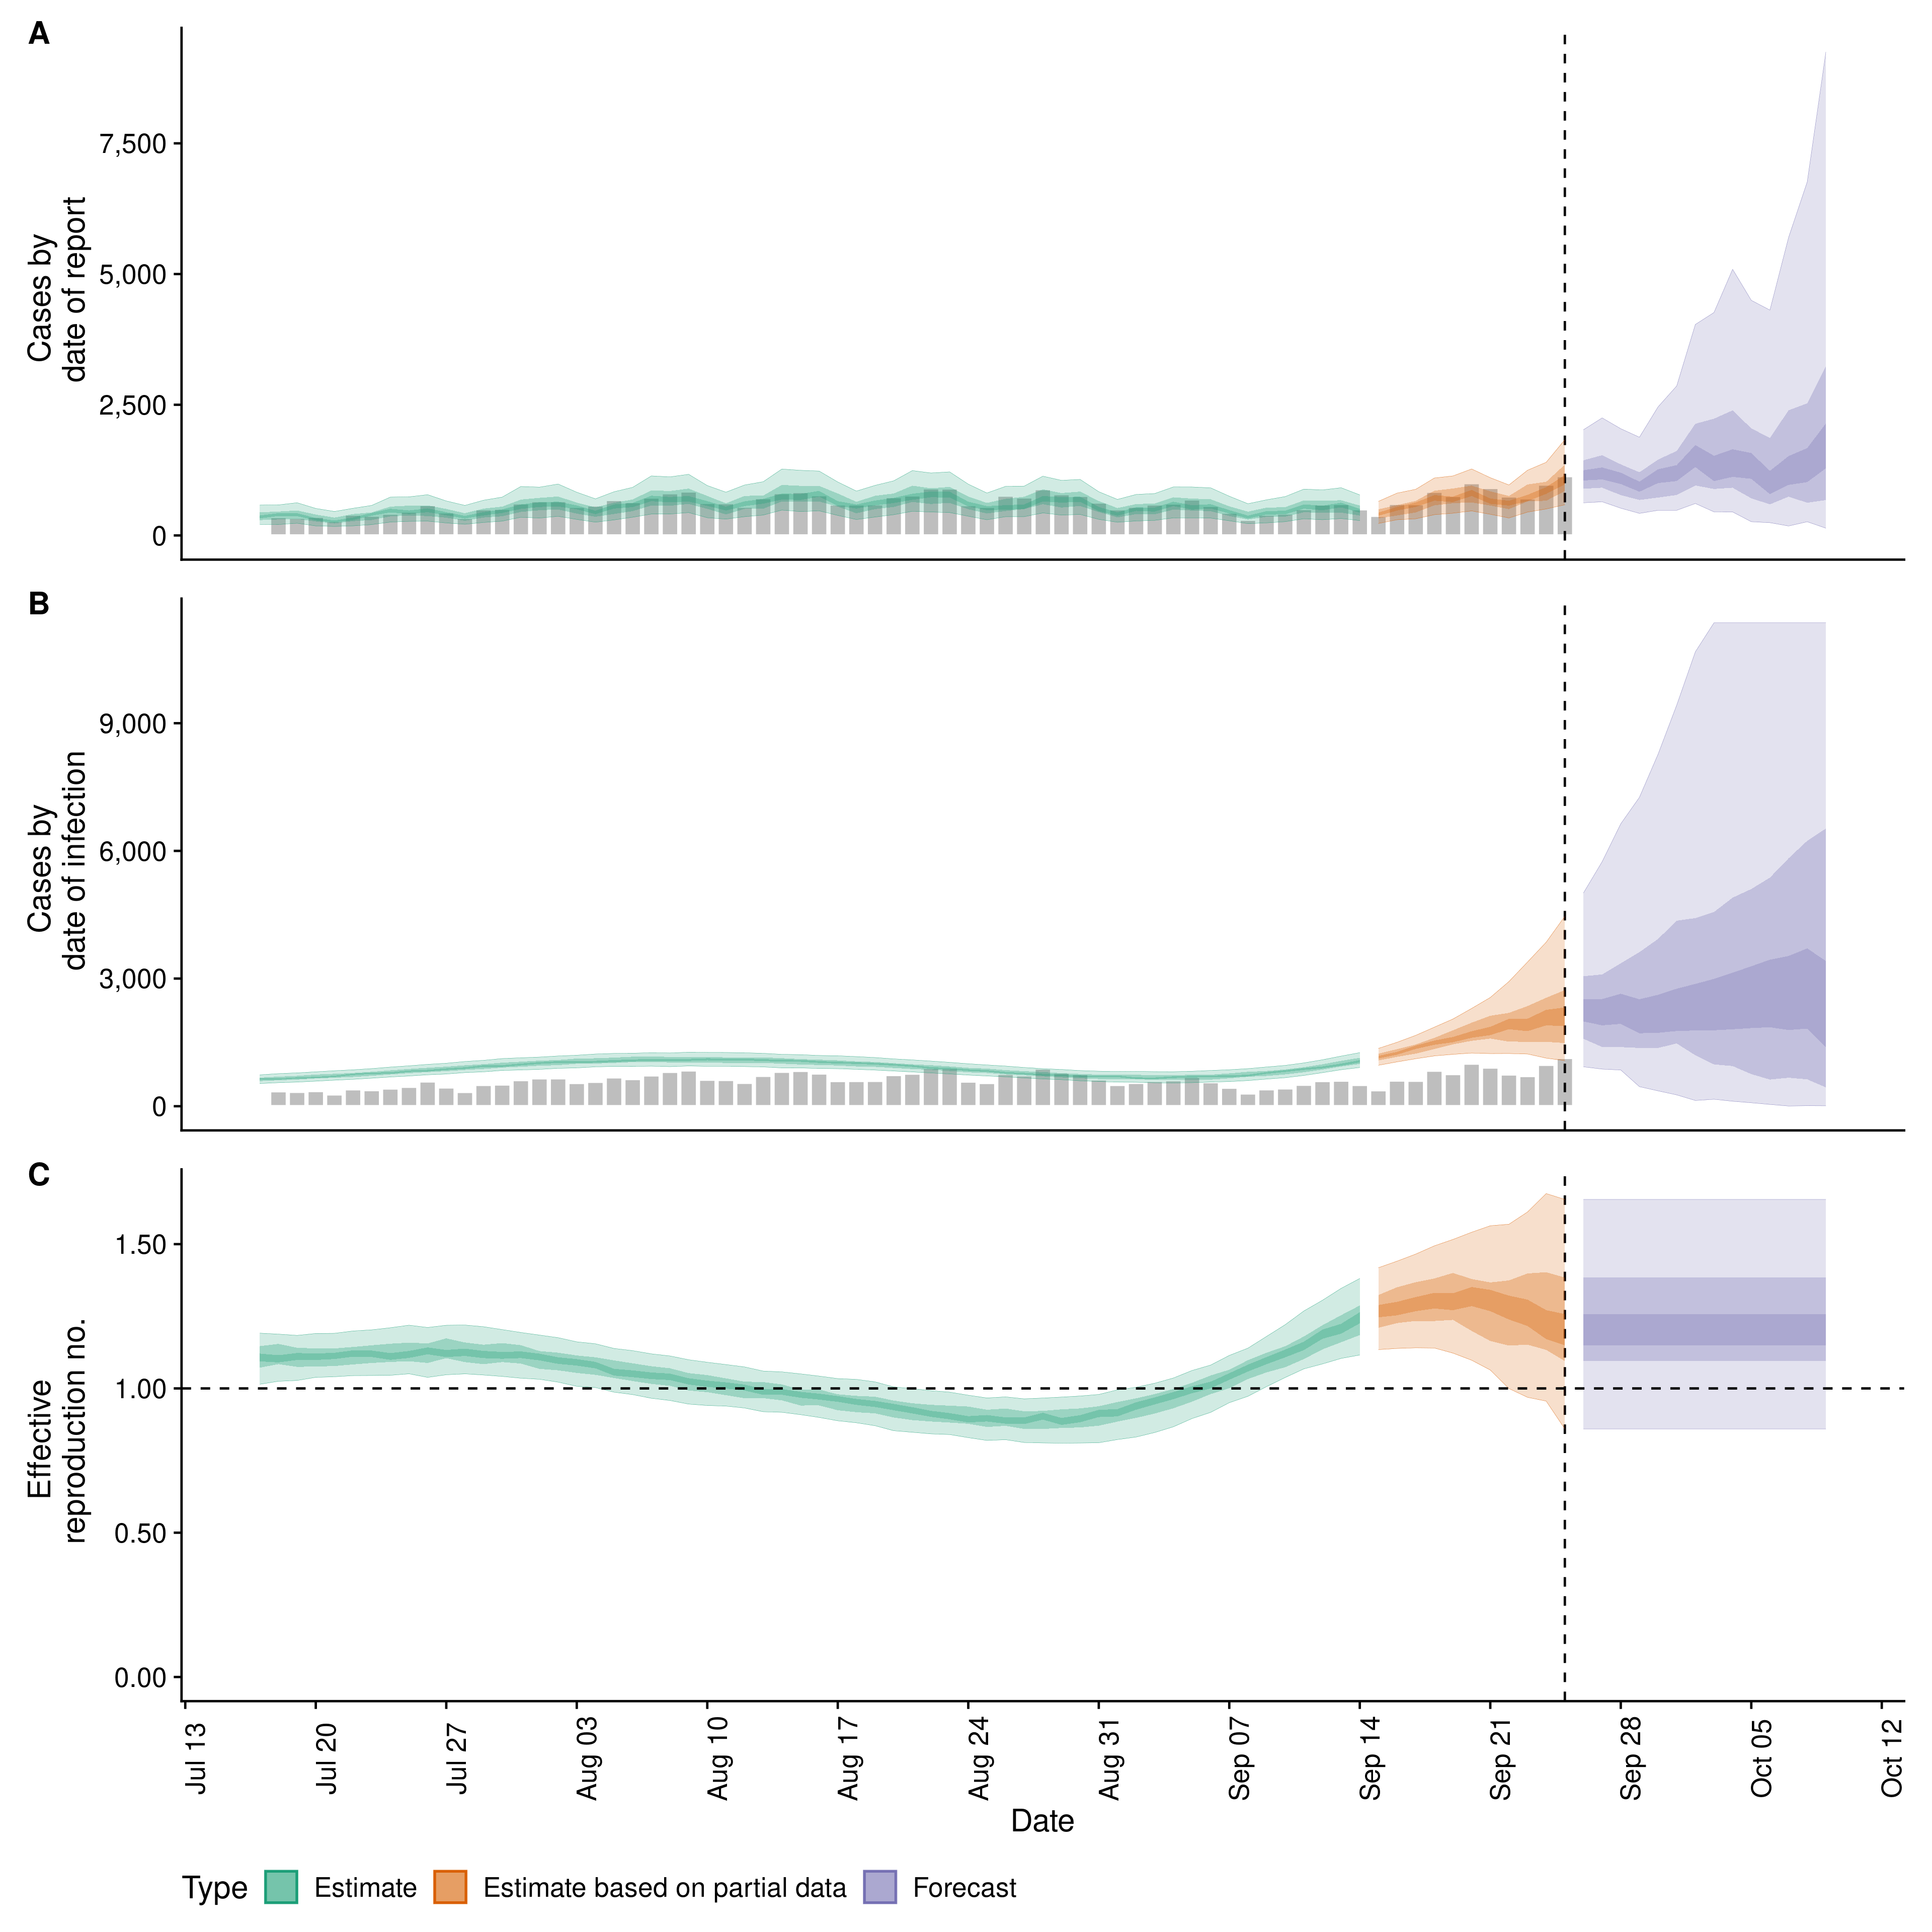 A
Cases by
date of report
7,500
5,000
2,500
0
B
Cases by
date of infection
9,000
6,000
3,000
0
C
Effective
reproduction no.
1.50
1.00
0.50
0.00
Jul 13
Jul 20
Jul 27
Aug 03
Aug 10
Aug 17
Aug 24
Aug 31
Sep 07
Sep 14
Sep 21
Sep 28
Oct 05
Oct 12
Date
Type Estimate Estimate based on partial data Forecast